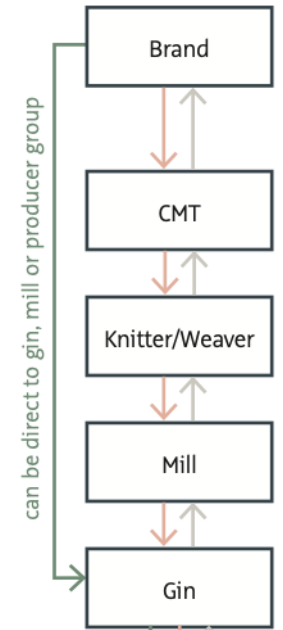 Brand
can be direct to gin, mill or producer group
CMT
Knitter/Weaver
Mill
Gin